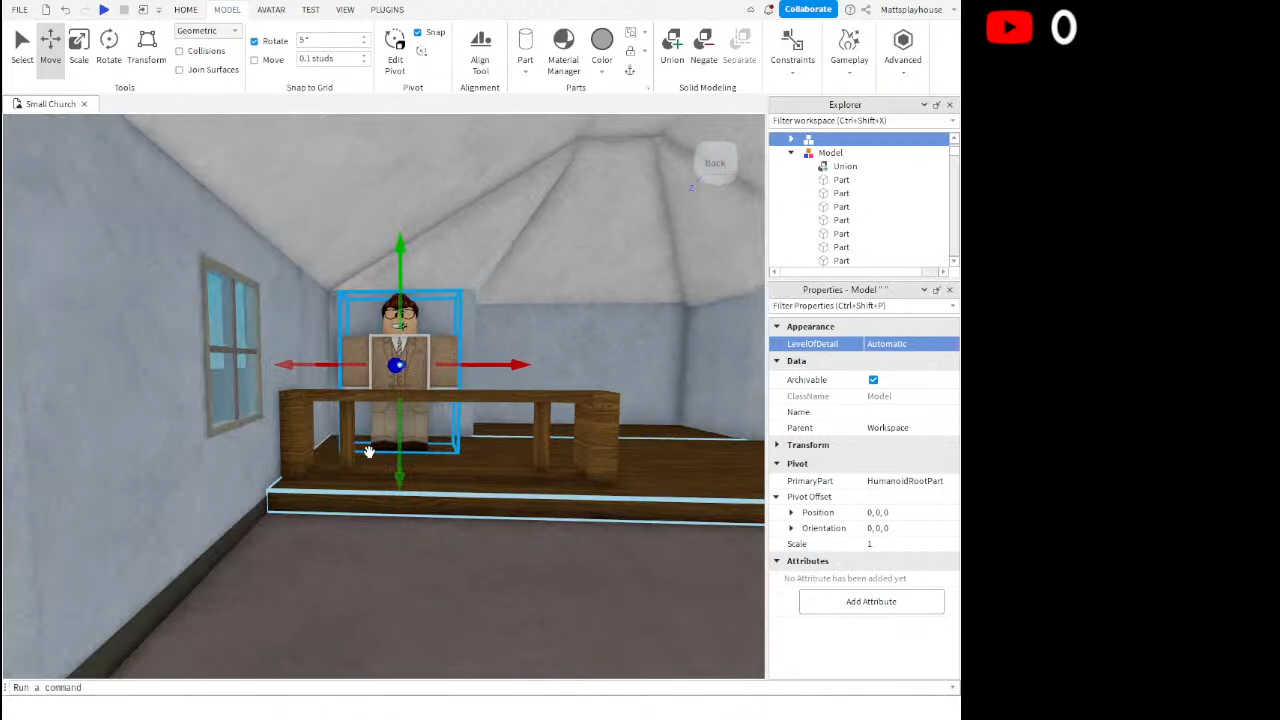 FILE HOME MODEL AVATAR TEST VIEW PLUGINS Collaborate Mattsplayhouse
Select Move Scale Rotate Transform
Geometric
Collisions
Join Surfaces
Tools
Rotate 5 °
Move 0.1 studs
Snap to Grid
Edit Pivot
Snap
Pivot
Align Tool
Alignment
Part Material Manager Color
Parts
Union Negate Separate
Solid Modeling
Constraints Gameplay Advanced
0
Small Church
Back
Z
Explorer
Filter workspace (Ctrl+Shift+X)
Model
Union
Part
Part
Part
Part
Part
Part
Part
Properties - Model " "
Filter Properties (Ctrl+Shift+P)
Appearance
LevelOfDetail Automatic
Data
Archivable
ClassName Model
Name
Parent Workspace
Transform
Pivot
PrimaryPart HumanoidRootPart
Pivot Offset
Position 0, 0, 0
Orientation 0, 0, 0
Scale 1
Attributes
No Attribute has been added yet
Add Attribute
Run a command